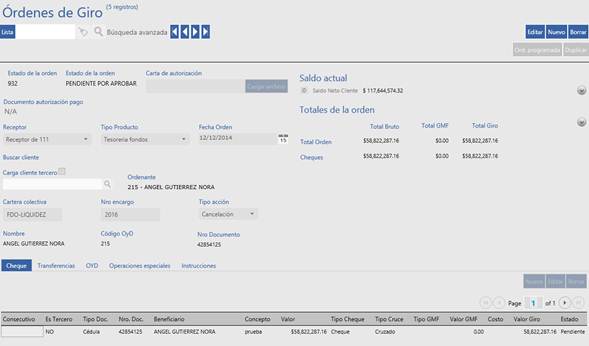 Órdenes de Giro (5 registros)
Lista Búsqueda avanzada Editar Nuevo Borrar
Ord. programada Duplicar
Estado de la orden Estado de la orden Carta de autorización
932 PENDIENTE POR APROBAR Cargar archivo
Saldo actual
Saldo Neto Cliente $ 117,644,574.32
Documento autorización pago
N/A
Totales de la orden
Receptor Tipo Producto Fecha Orden
Receptor de 111 Tesoreria fondos 12/12/2014 15
Total Bruto Total GMF Total Giro
Total Orden $58,822,287.16 $0.00 $58,822,287.16
Cheques $58,822,287.16 $0.00 $58,822,287.16
Buscar cliente
Carga cliente tercero Ordenante
215 - ANGEL GUTIERREZ NORA
Cartera colectiva Nro encargo Tipo acción
FDO-LIQUIDEZ 2016 Cancelación
Nombre Código OyD Nro Documento
ANGEL GUTIERREZ NORA 215 42854125
Cheque Transferencias OYD Operaciones especiales Instrucciones
Nuevo Editar Borrar
Page 1 of 1
Consecutivo Es Tercero Tipo Doc. Nro. Doc. Beneficiario Concepto Valor Tipo Cheque Tipo Cruce Tipo GMF Valor GMF Costo Valor Giro Estado
NO Cédula 42854125 ANGEL GUTIERREZ NORA prueba $58,822,287.16 Cheque Cruzado 0.00 58,822,287.16 Pendiente